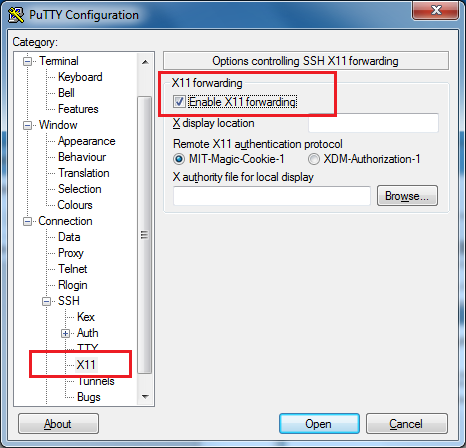 PuTTY Configuration
Category:
Terminal
Keyboard
Bell
Features
Window
Appearance
Behaviour
Translation
Selection
Colours
Connection
Data
Proxy
Telnet
Rlogin
SSH
Kex
Auth
TTY
X11
Tunnels
Bugs
Options controlling SSH X11 forwarding
X11 forwarding
Enable X11 forwarding
X display location
Remote X11 authentication protocol
MIT-Magic-Cookie-1 XDM-Authorization-1
X authority file for local display
Browse...
About Open Cancel